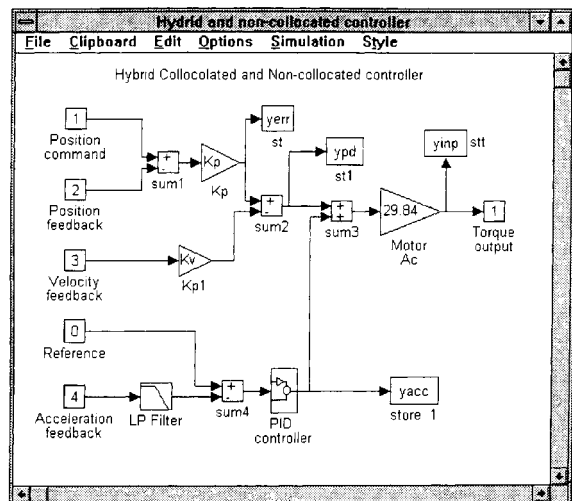 Hydrid and non-collocated controller
File Clipboard Edit Options Simulation Style
Hybrid Collocolated and Non-collocated controller
1
Position
command
sum1
Kp
Kp
yerr
st
ypd
st1
yinp
stt
2
Position
feedback
sum2
sum3
29.84
Motor
Ac
1
Torque
output
3
Velocity
feedback
Kv
Kp1
0
Reference
4
Acceleration
feedback
LP Filter
sum4
PID
controller
yacc
store 1